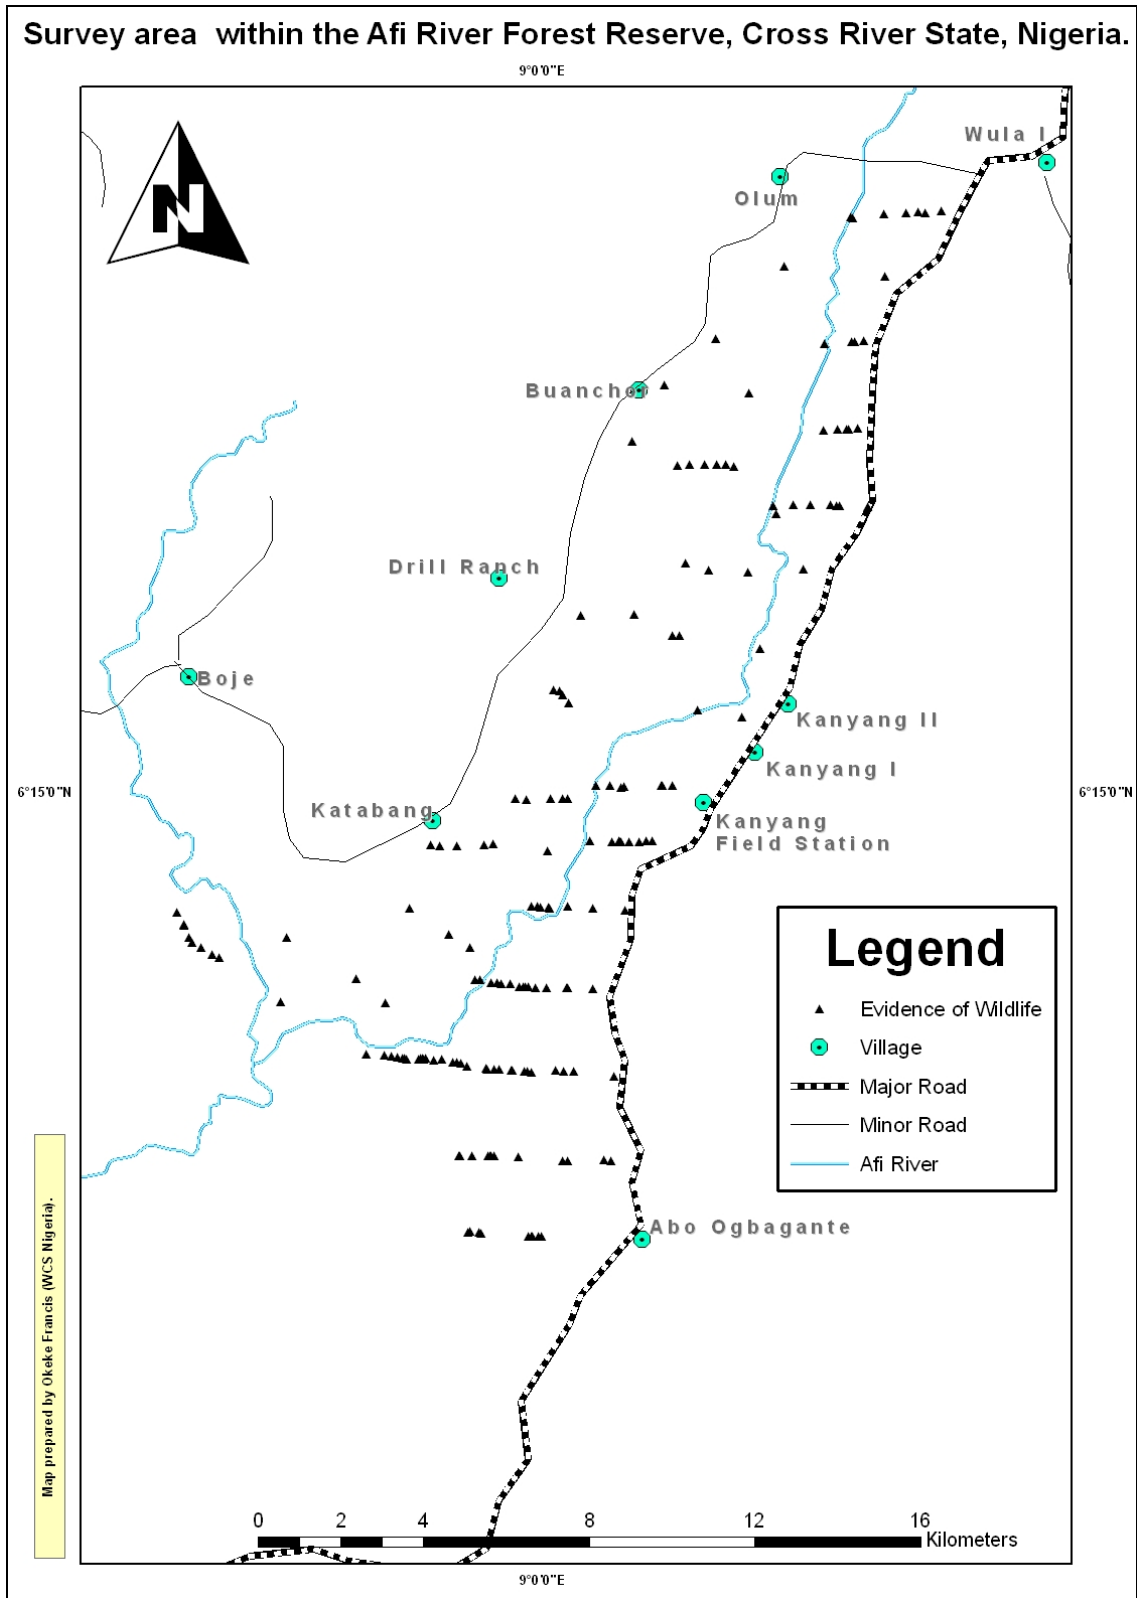 Survey area within the Afi River Forest Reserve, Cross River State, Nigeria.
9°0'0"E
N
Wula I
Olum
Buanchor
Drill Ranch
Boje
Kanyang II
Kanyang I
6°15'0"N
6°15'0"N
Katabang
Kanyang
Field Station
Legend
Evidence of Wildlife
Village
Major Road
Minor Road
Afi River
Map prepared by Okeke Francis (WCS Nigeria).
Abo Ogbagante
0 2 4 8 12 16
Kilometers
9°0'0"E